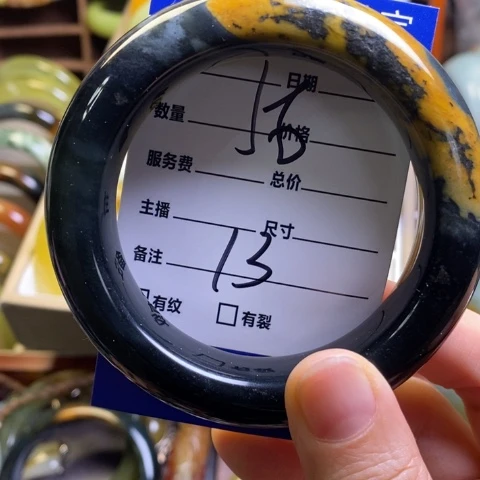 日期
数量 价格
56
服务费 总价
主播 尺寸
备注
13
有纹 有裂